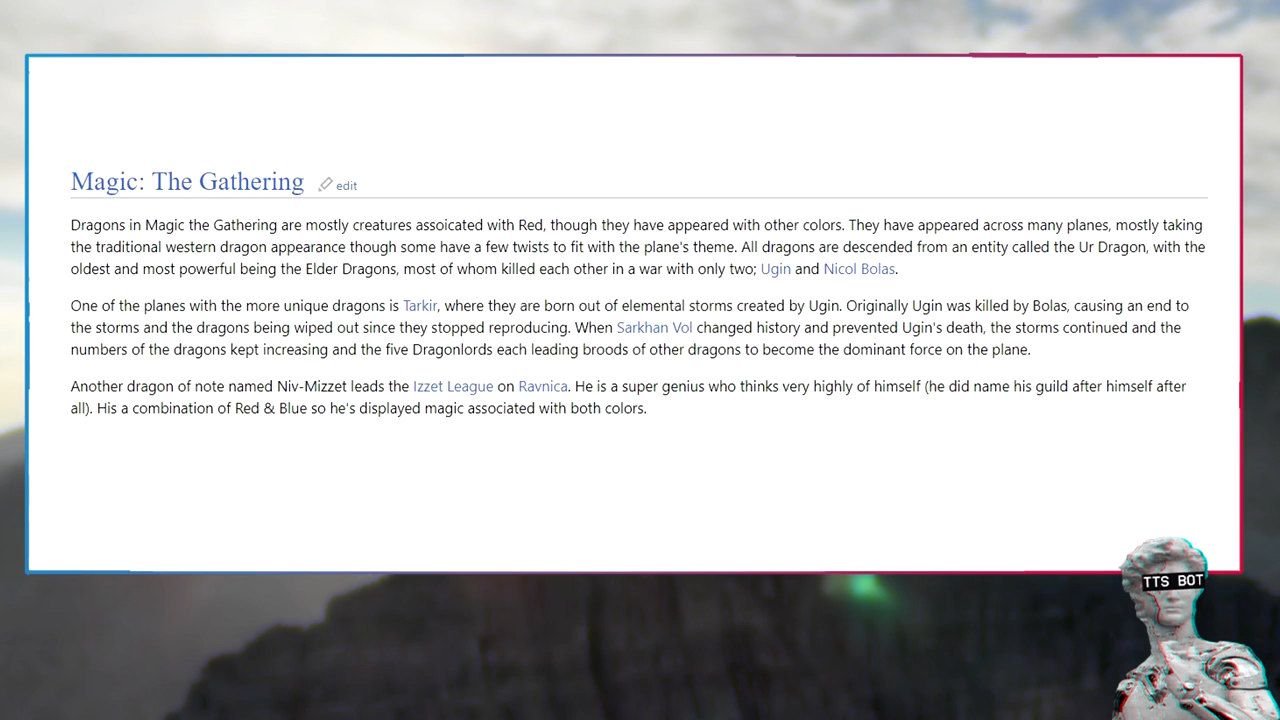 Magic: The Gathering edit
Dragons in Magic the Gathering are mostly creatures assoicated with Red, though they have appeared with other colors. They have appeared across many planes, mostly taking
the traditional western dragon appearance though some have a few twists to fit with the plane's theme. All dragons are descended from an entity called the Ur Dragon, with the
oldest and most powerful being the Elder Dragons, most of whom killed each other in a war with only two; Ugin and Nicol Bolas.
One of the planes with the more unique dragons is Tarkir, where they are born out of elemental storms created by Ugin. Originally Ugin was killed by Bolas, causing an end to
the storms and the dragons being wiped out since they stopped reproducing. When Sarkhan Vol changed history and prevented Ugin's death, the storms continued and the
numbers of the dragons kept increasing and the five Dragonlords each leading broods of other dragons to become the dominant force on the plane.
Another dragon of note named Niv-Mizzet leads the Izzet League on Ravnica. He is a super genius who thinks very highly of himself (he did name his guild after himself after
all). His a combination of Red & Blue so he's displayed magic associated with both colors.
TTS BOT